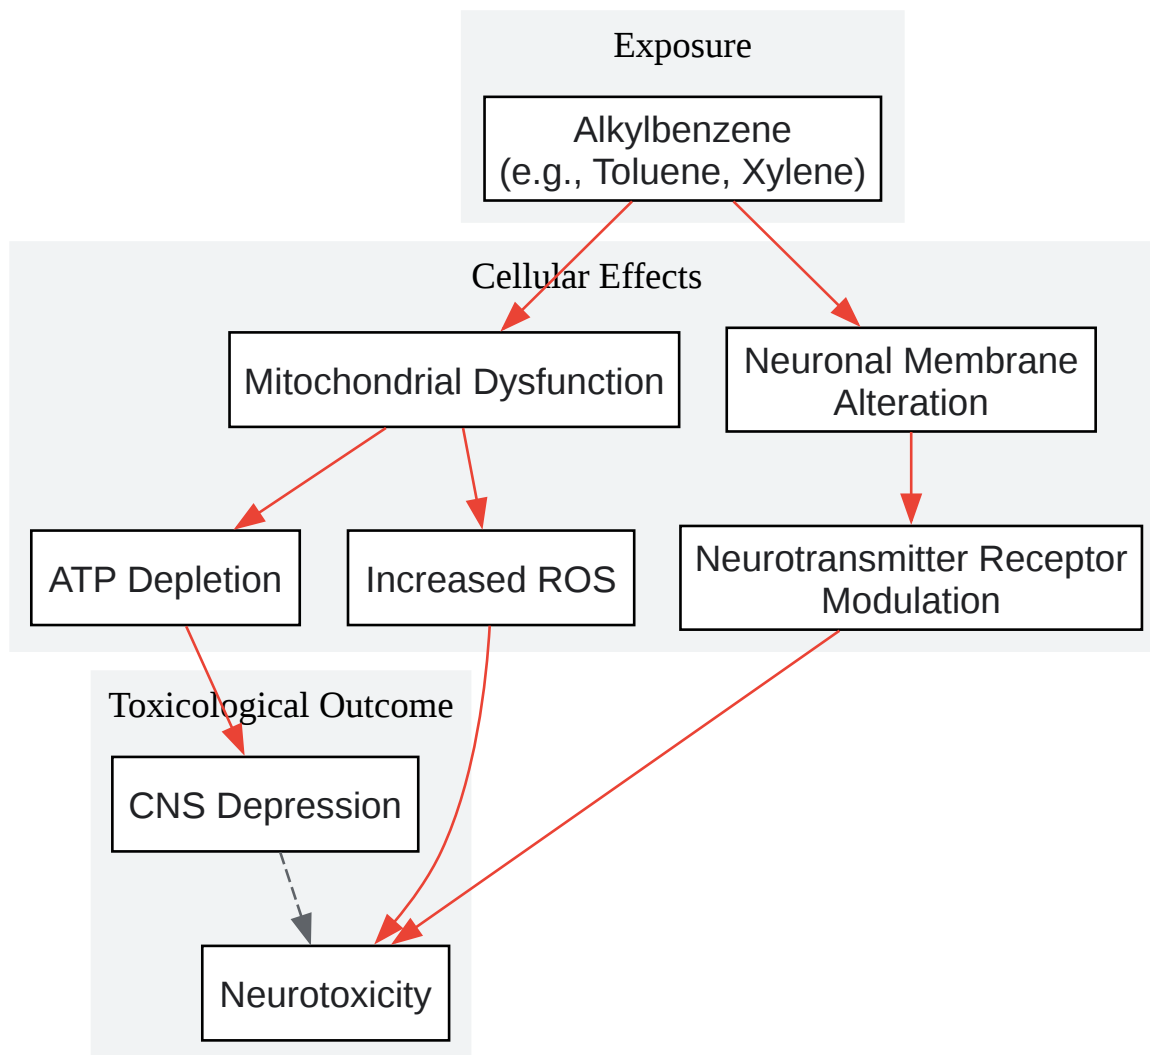 Exposure
Alkylbenzene
(e.g., Toluene, Xylene)
Cellular Effects
Mitochondrial Dysfunction
Neuronal Membrane
Alteration
ATP Depletion
Increased ROS
Neurotransmitter Receptor
Modulation
Toxicological Outcome
CNS Depression
Neurotoxicity